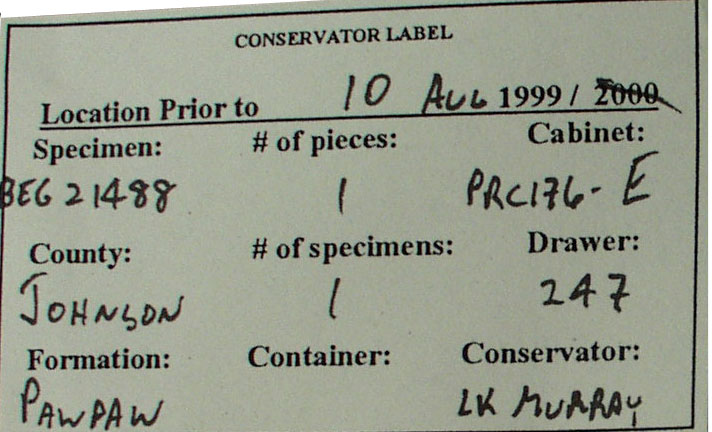 CONSERVATOR LABEL
Location Prior to 10 AUG 1999 / 2000
Specimen: # of pieces: Cabinet:
BEG 21488 1 PRC176-E
County: # of specimens: Drawer:
JOHNSON 1 247
Formation: Container: Conservator:
PAWPAW LK MURRAY